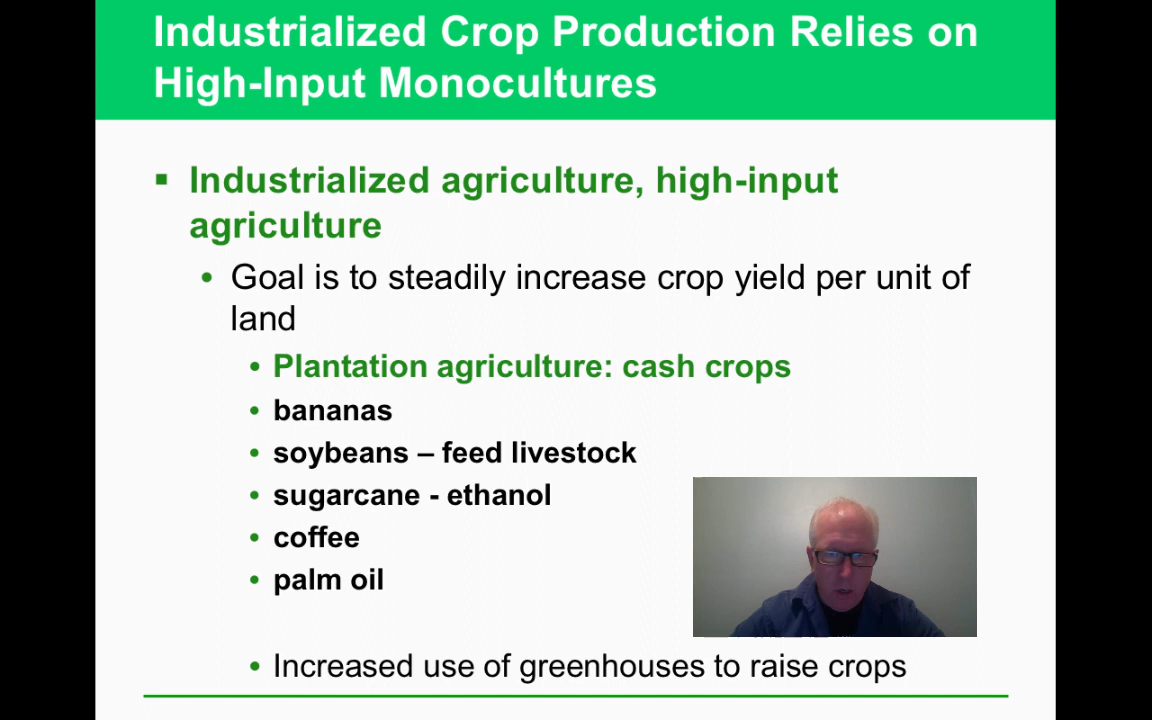 Industrialized Crop Production Relies on
High-Input Monocultures
▪ Industrialized agriculture, high-input
agriculture
• Goal is to steadily increase crop yield per unit of
land
• Plantation agriculture: cash crops
• bananas
• soybeans – feed livestock
• sugarcane - ethanol
• coffee
• palm oil
• Increased use of greenhouses to raise crops